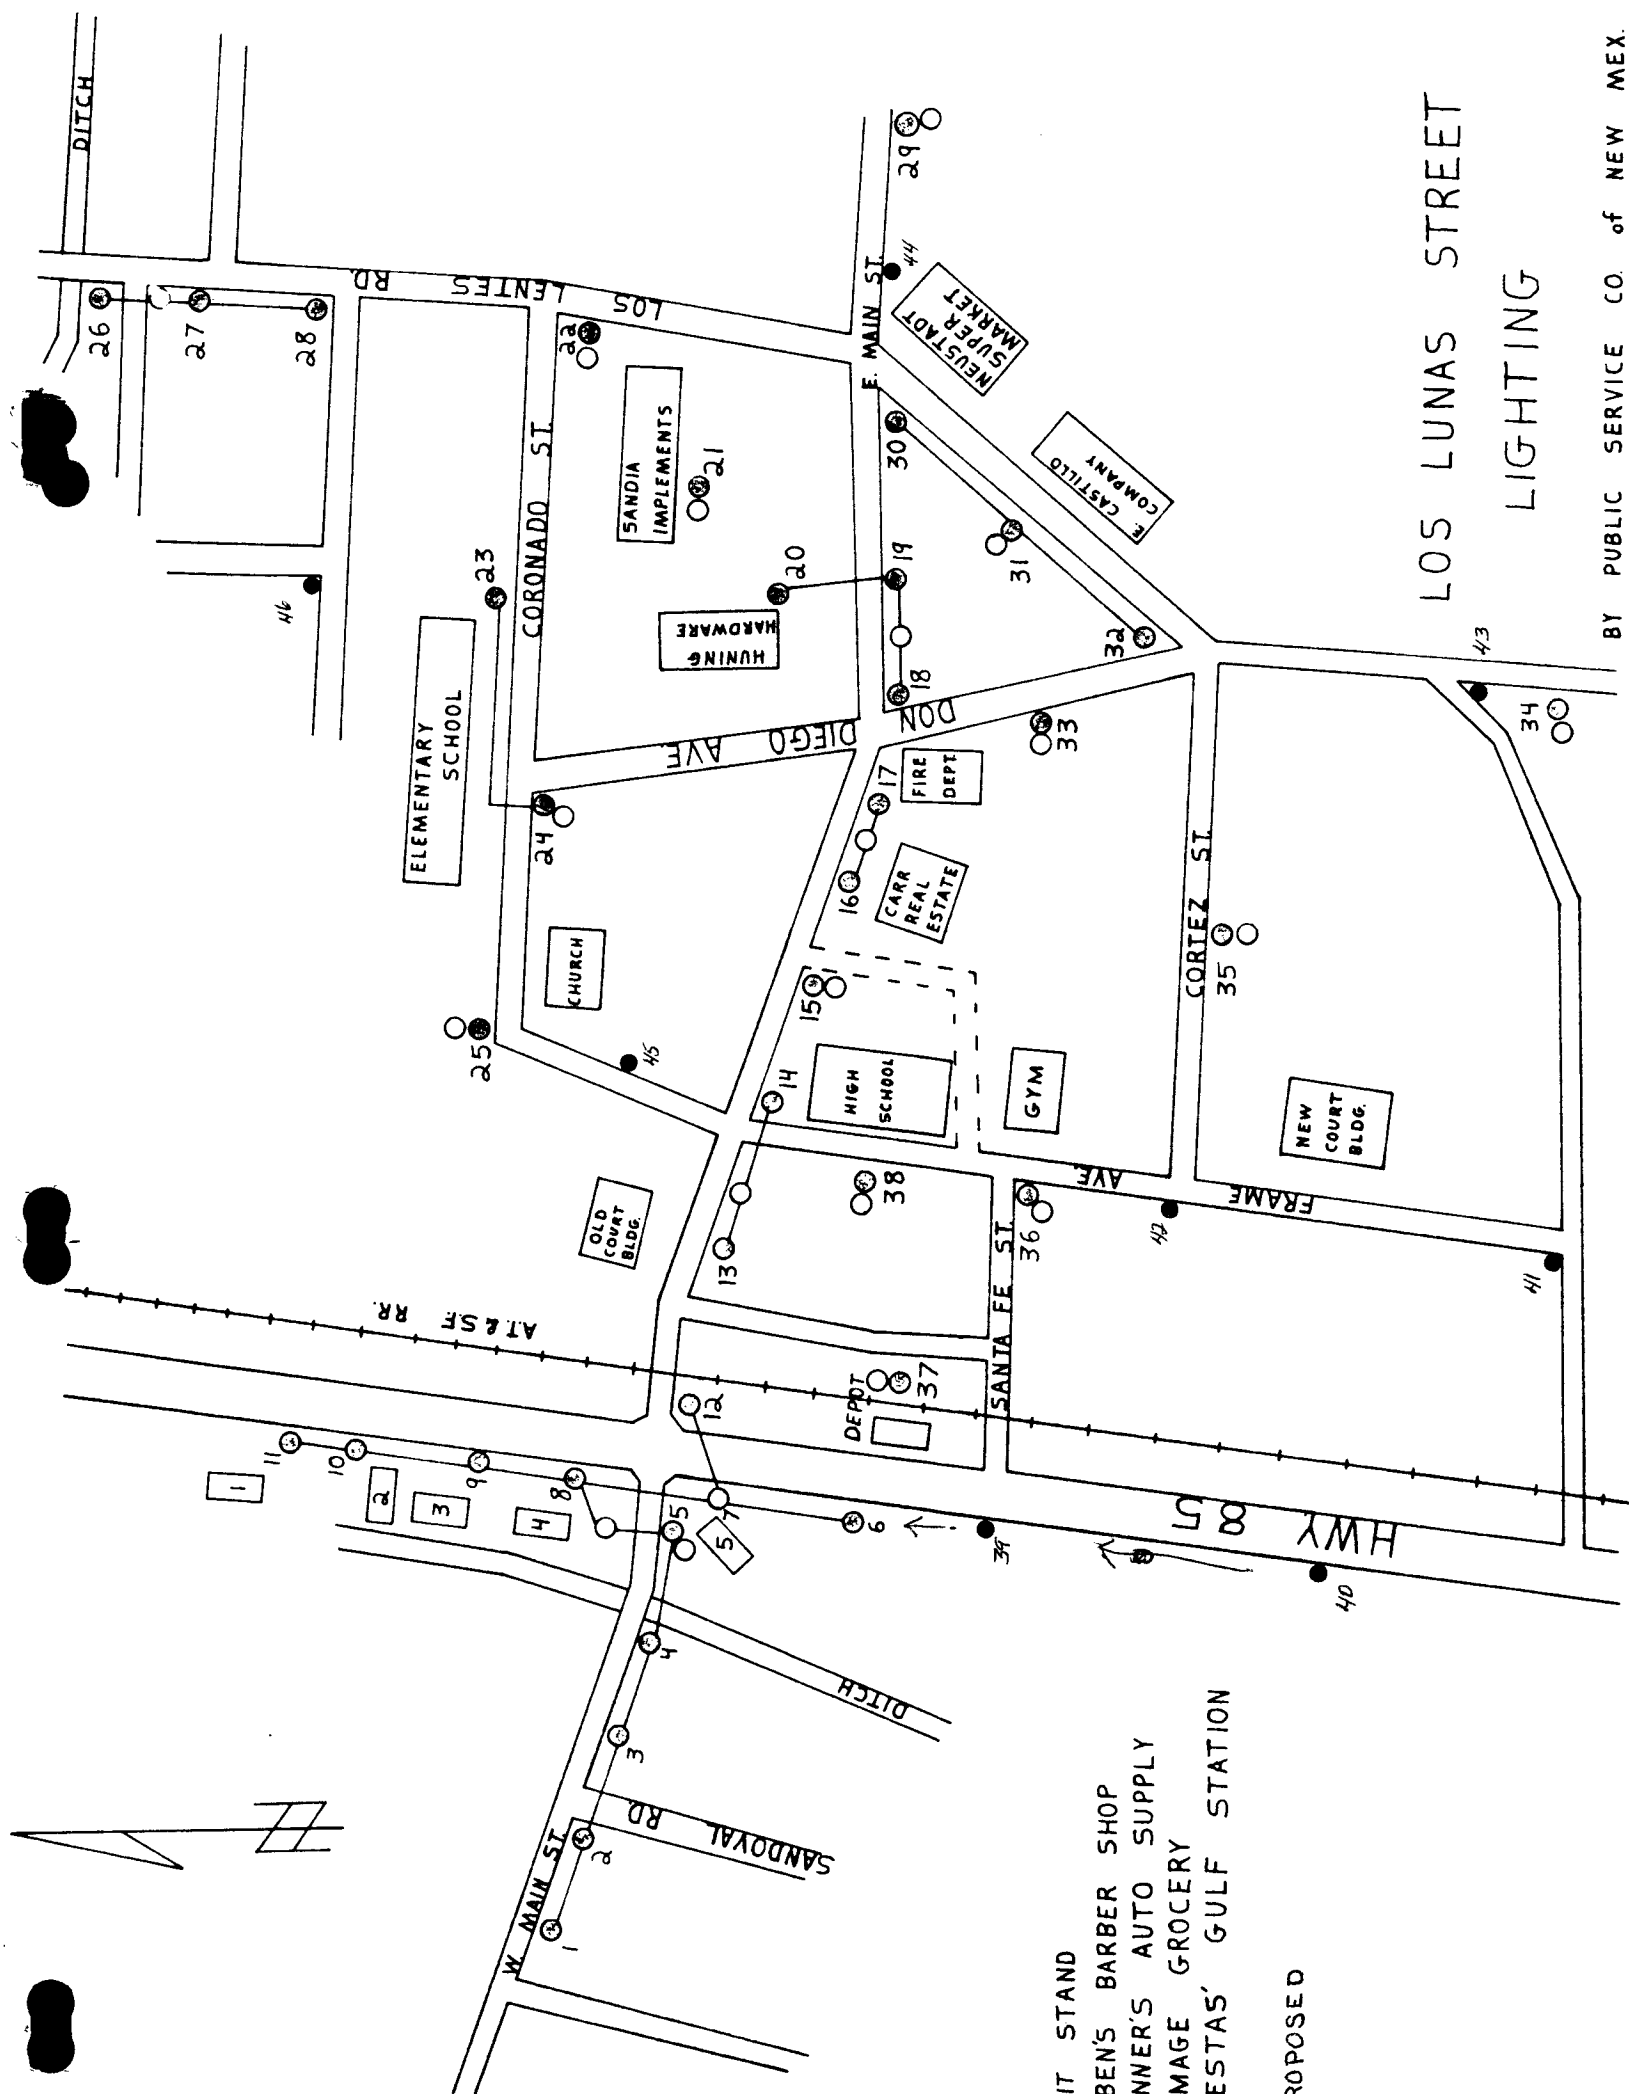 LOS LUNAS STREET
LIGHTING
BY PUBLIC SERVICE CO. of NEW MEX.
DITCH
26
27
28
LOS LENTES RD.
46
ELEMENTARY
SCHOOL
23
CORONADO ST.
22
SANDIA
IMPLEMENTS
21
20
HUNING
HARDWARE
24
DON DIEGO AVE.
CHURCH
25
45
E. MAIN ST.
29
44
NEUSTADT
SUPER
MARKET
30
31
32
E. CASTILLO
COMPANY
19
18
17
16
FIRE
DEPT.
CARR
REAL
ESTATE
33
15
14
HIGH
SCHOOL
GYM
CORTEZ ST.
35
34
43
NEW
COURT
BLDG.
OLD
COURT
BLDG.
13
38
FRAME AVE.
SANTA FE ST.
36
42
41
A.T. & S.F. RR.
DEPOT
37
12
11
10
9
8
7
6
5
1
2
3
4
5
39
40
HWY. 85
4
DITCH
3
SANDOVAL RD.
2
1
W. MAIN ST.
N
IT STAND
BEN'S BARBER SHOP
NNER'S AUTO SUPPLY
MAGE GROCERY
ESTAS' GULF STATION
ROPOSED